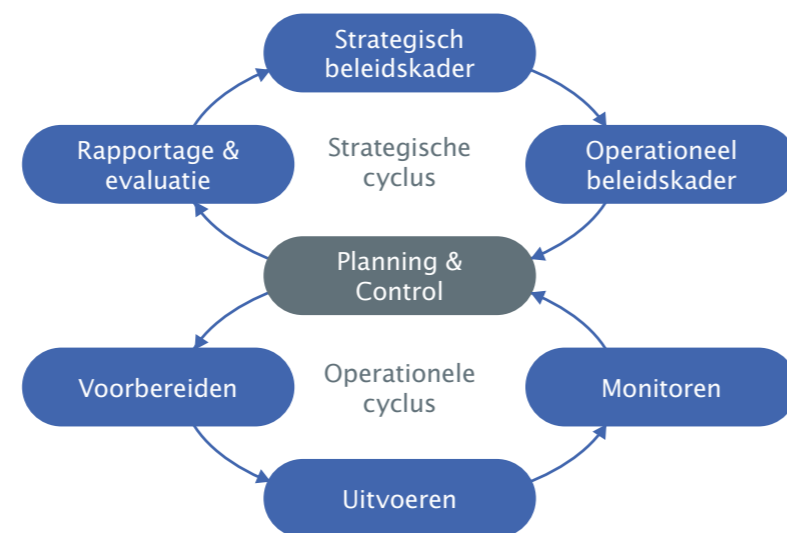 Strategisch
beleidskader
Rapportage &
evaluatie
Strategische
cyclus
Operationeel
beleidskader
Planning &
Control
Voorbereiden
Operationele
cyclus
Monitoren
Uitvoeren